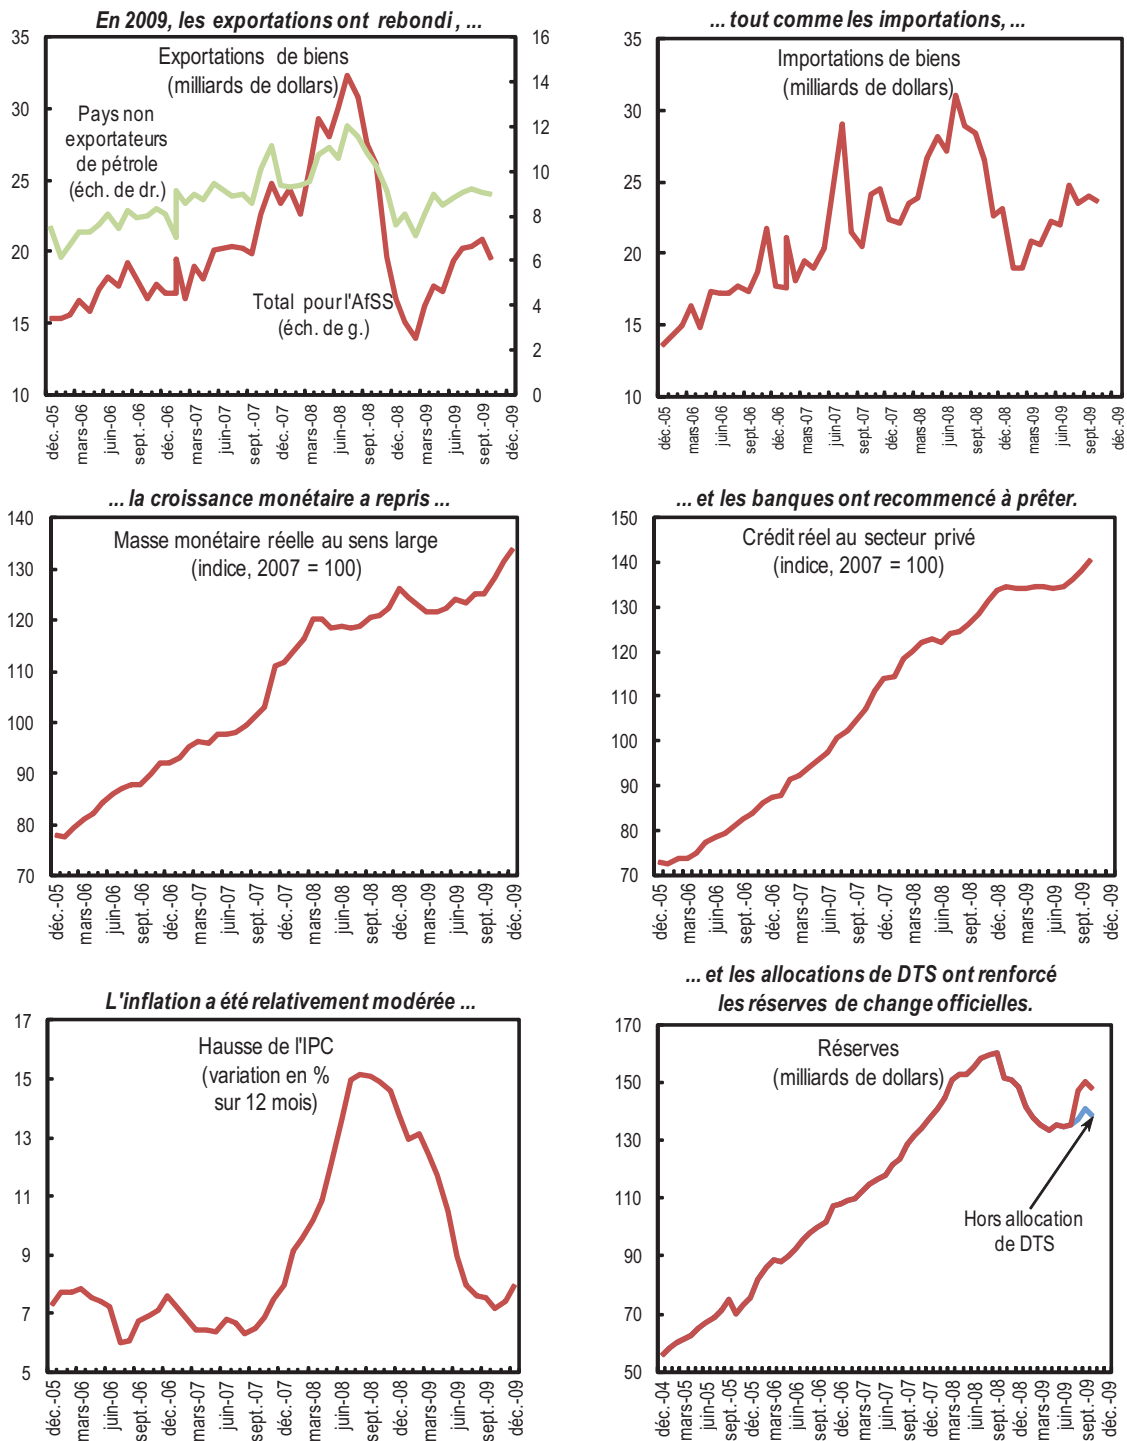 En 2009, les exportations ont rebondi , ...
Exportations de biens
(milliards de dollars)
Pays non
exportateurs
de pétrole
(éch. de dr.)
Total pour l'AfSS
(éch. de g.)
35
30
25
20
15
10
16
14
12
10
8
6
4
2
0
déc.-05
mars-06
juin-06
sept.-06
déc.-06
mars-07
juin-07
sept.-07
déc.-07
mars-08
juin-08
sept.-08
déc.-08
mars-09
juin-09
sept.-09
déc.-09
... tout comme les importations, ...
Importations de biens
(milliards de dollars)
35
30
25
20
15
10
déc.-05
mars-06
juin-06
sept.-06
déc.-06
mars-07
juin-07
sept.-07
déc.-07
mars-08
juin-08
sept.-08
déc.-08
mars-09
juin-09
sept.-09
déc.-09
... la croissance monétaire a repris ...
Masse monétaire réelle au sens large
(indice, 2007 = 100)
140
130
120
110
100
90
80
70
déc.-05
mars-06
juin-06
sept.-06
déc.-06
mars-07
juin-07
sept.-07
déc.-07
mars-08
juin-08
sept.-08
déc.-08
mars-09
juin-09
sept.-09
déc.-09
... et les banques ont recommencé à prêter.
Crédit réel au secteur privé
(indice, 2007 = 100)
150
140
130
120
110
100
90
80
70
déc.-05
mars-06
juin-06
sept.-06
déc.-06
mars-07
juin-07
sept.-07
déc.-07
mars-08
juin-08
sept.-08
déc.-08
mars-09
juin-09
sept.-09
déc.-09
L'inflation a été relativement modérée ...
Hausse de l'IPC
(variation en %
sur 12 mois)
17
15
13
11
9
7
5
déc.-05
mars-06
juin-06
sept.-06
déc.-06
mars-07
juin-07
sept.-07
déc.-07
mars-08
juin-08
sept.-08
déc.-08
mars-09
juin-09
sept.-09
déc.-09
... et les allocations de DTS ont renforcé
les réserves de change officielles.
Réserves
(milliards de dollars)
Hors allocation
de DTS
170
150
130
110
90
70
50
déc.-04
mars-05
juin-05
sept.-05
déc.-05
mars-06
juin-06
sept.-06
déc.-06
mars-07
juin-07
sept.-07
déc.-07
mars-08
juin-08
sept.-08
déc.-08
mars-09
juin-09
sept.-09
déc.-09